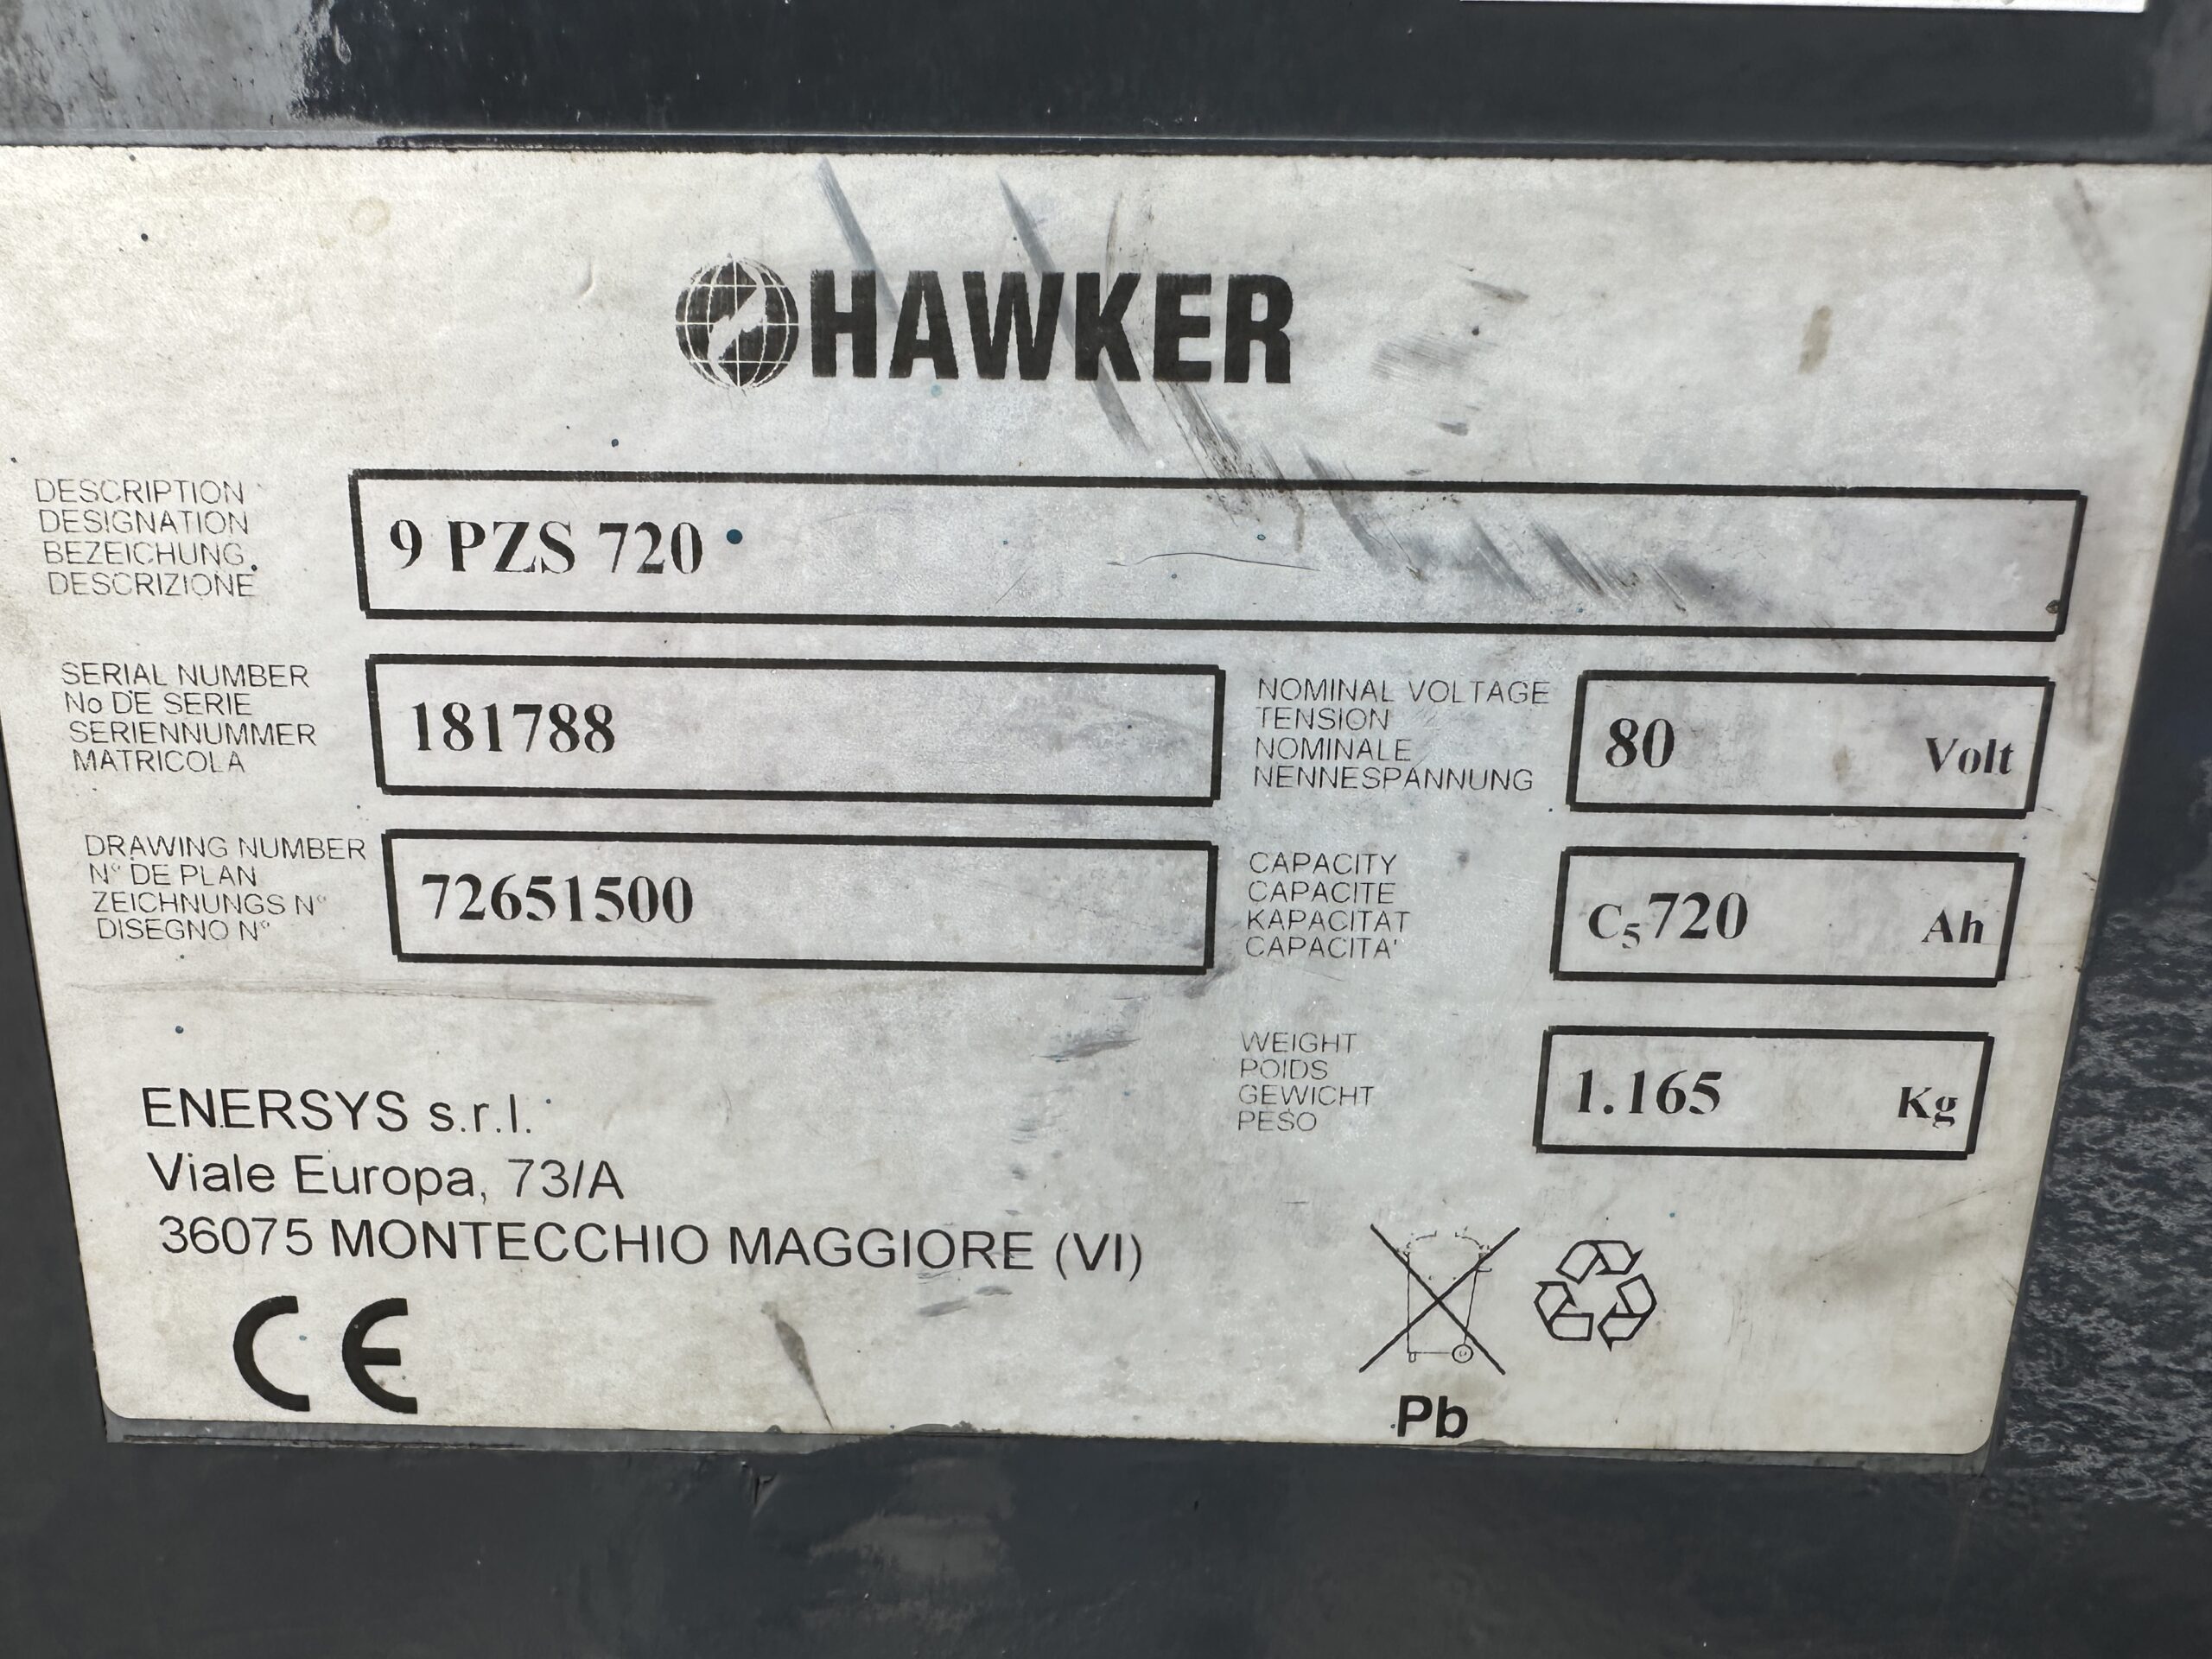 HAWKER
DESCRIPTION
DESIGNATION
BEZEICHUNG
DESCRIZIONE
9 PZS 720
SERIAL NUMBER
No DE SERIE
SERIENNUMMER
MATRICOLA
181788
NOMINAL VOLTAGE
TENSION
NOMINALE
NENNESPANNUNG
80 Volt
DRAWING NUMBER
N° DE PLAN
ZEICHNUNGS N°
DISEGNO N°
72651500
CAPACITY
CAPACITE
KAPACITAT
CAPACITA'
C₅720 Ah
WEIGHT
POIDS
GEWICHT
PESO
1.165 Kg
ENERSYS s.r.l.
Viale Europa, 73/A
36075 MONTECCHIO MAGGIORE (VI)
CE
Pb